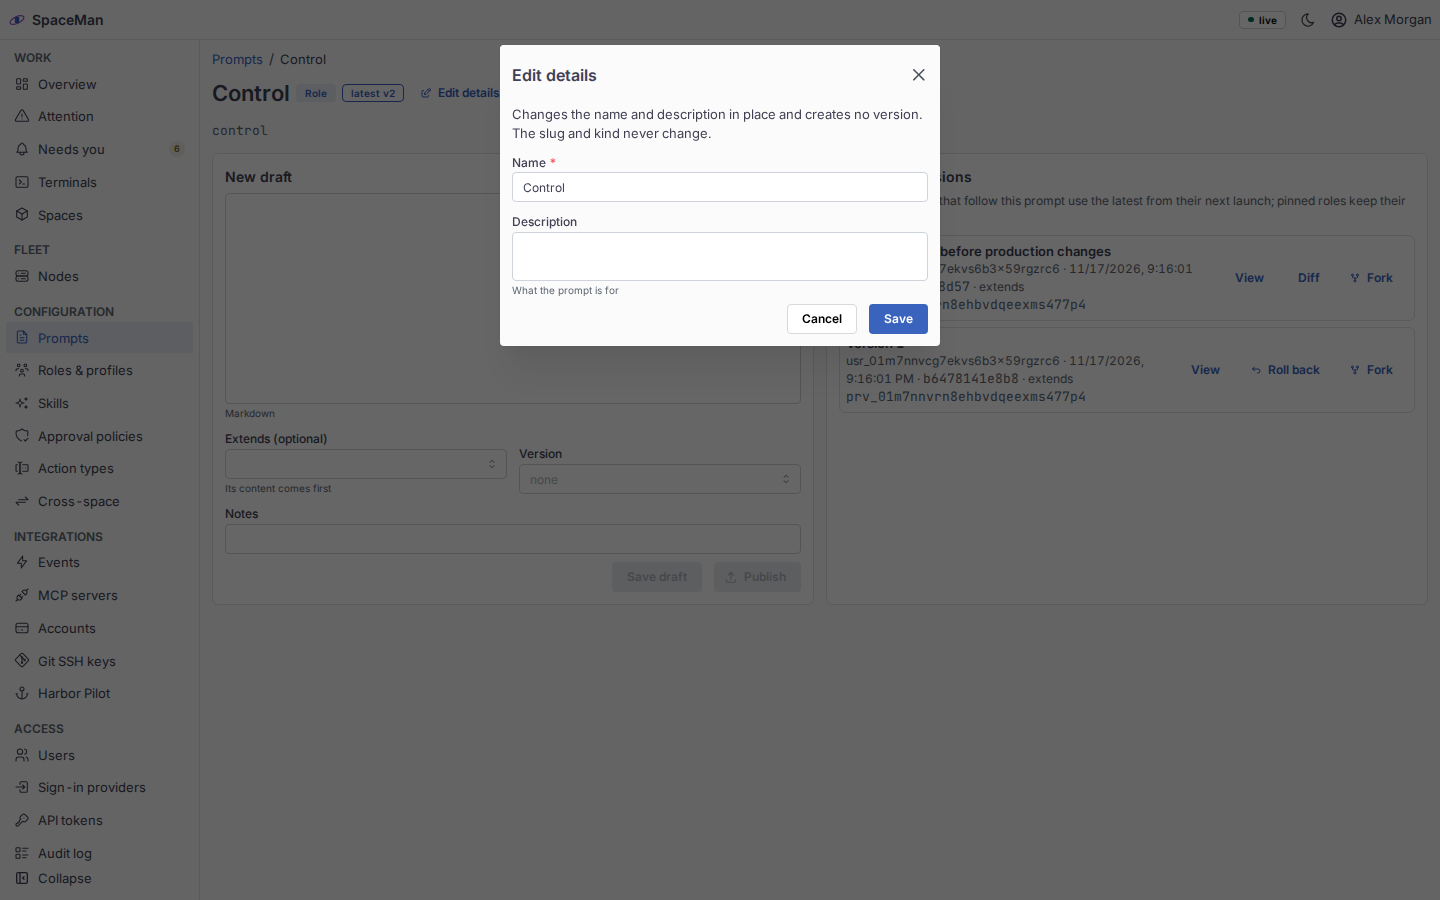 SpaceMan
live
Alex Morgan
WORK
Overview
Attention
Needs you
6
Terminals
Spaces
FLEET
Nodes
CONFIGURATION
Prompts
Roles & profiles
Skills
Approval policies
Action types
Cross-space
INTEGRATIONS
Events
MCP servers
Accounts
Git SSH keys
Harbor Pilot
ACCESS
Users
Sign-in providers
API tokens
Audit log
Collapse
Prompts / Control
Control
Role
latest v2
Edit details
control
New draft
Markdown
Extends (optional)
Its content comes first
Version
none
Notes
Save draft
Publish
Edit details
Changes the name and description in place and creates no version.
The slug and kind never change.
Name *
Control
Description
What the prompt is for
Cancel
Save
sions
that follow this prompt use the latest from their next launch; pinned roles keep their
before production changes
7ekvs6b3x59rgzrc6 · 11/17/2026, 9:16:01
8d57 · extends
n8ehbvdqeexms477p4
View
Diff
Fork
usr_01m7nnvcg7ekvs6b3x59rgzrc6 · 11/17/2026,
9:16:01 PM · b6478141e8b8 · extends
prv_01m7nnvrn8ehbvdqeexms477p4
View
Roll back
Fork